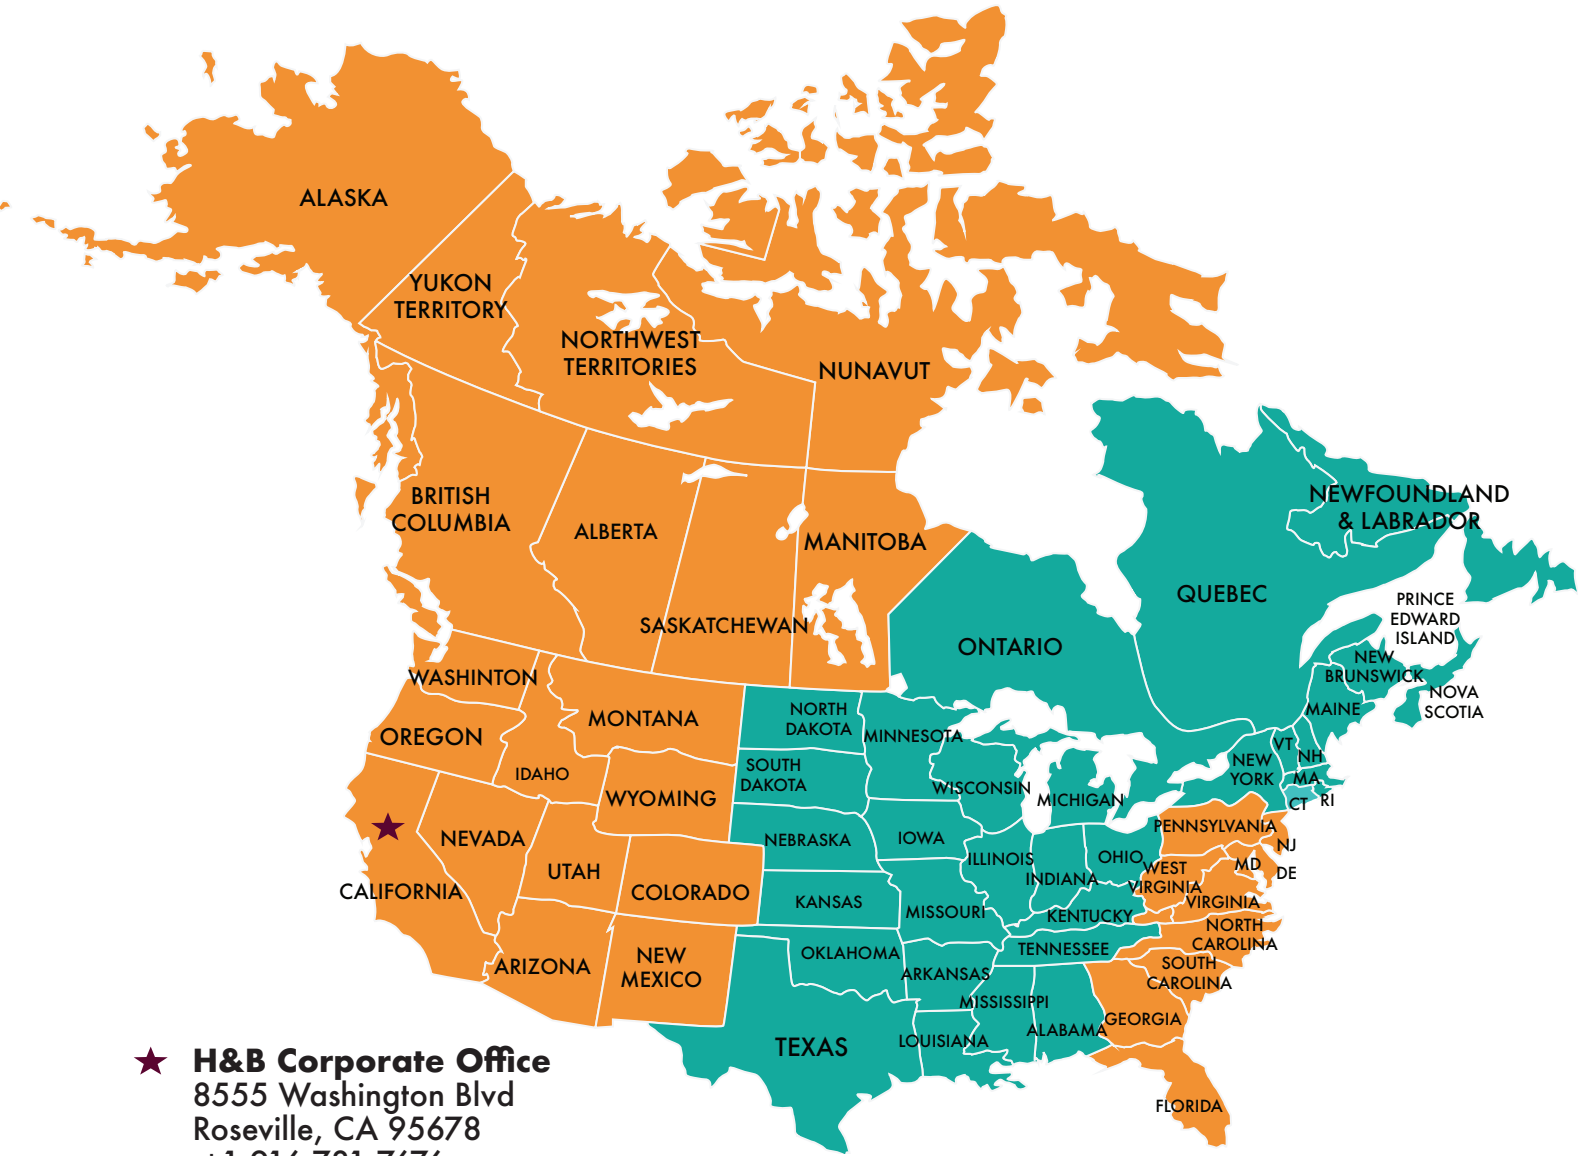 ALASKA
YUKON
TERRITORY
NORTHWEST
TERRITORIES
NUNAVUT
BRITISH
COLUMBIA
ALBERTA
SASKATCHEWAN
MANITOBA
ONTARIO
QUEBEC
NEWFOUNDLAND
& LABRADOR
PRINCE
EDWARD
ISLAND
NEW
BRUNSWICK
NOVA
SCOTIA
MAINE
WASHINTON
OREGON
IDAHO
MONTANA
WYOMING
NORTH
DAKOTA
SOUTH
DAKOTA
MINNESOTA
WISCONSIN
MICHIGAN
NEW
YORK
VT
NH
MA
CT
RI
CALIFORNIA
NEVADA
UTAH
COLORADO
ARIZONA
NEW
MEXICO
NEBRASKA
KANSAS
OKLAHOMA
TEXAS
IOWA
MISSOURI
ARKANSAS
LOUISIANA
ILLINOIS
INDIANA
OHIO
KENTUCKY
TENNESSEE
MISSISSIPPI
ALABAMA
PENNSYLVANIA
NJ
MD
DE
WEST
VIRGINIA
VIRGINIA
NORTH
CAROLINA
SOUTH
CAROLINA
GEORGIA
FLORIDA
H&B Corporate Office
8555 Washington Blvd
Roseville, CA 95678